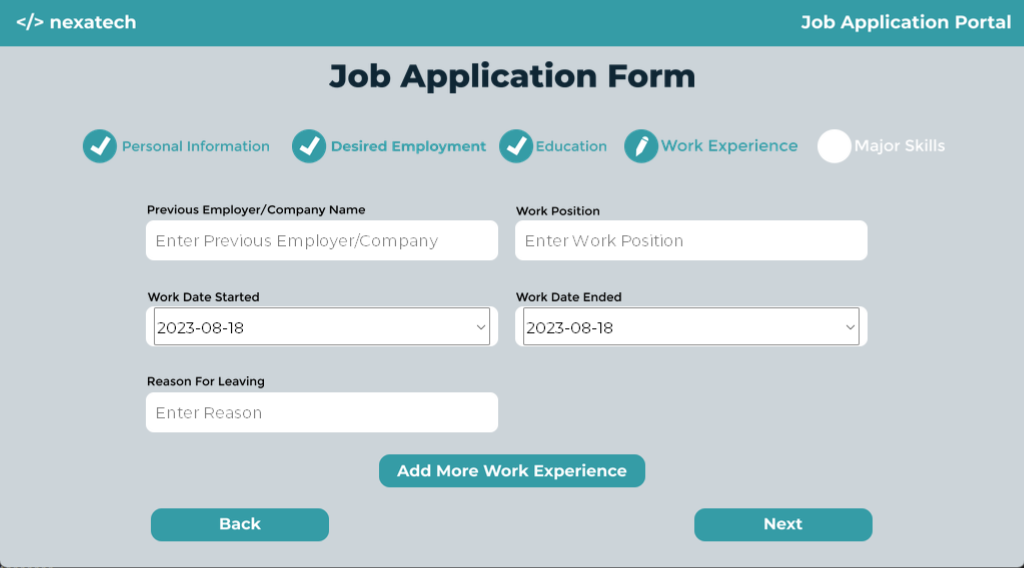 </> nexatech
Job Application Portal
Job Application Form
Personal Information
Desired Employment
Education
Work Experience
Major Skills
Previous Employer/Company Name
Work Position
Enter Previous Employer/Company
Enter Work Position
Work Date Started
Work Date Ended
2023-08-18
2023-08-18
Reason For Leaving
Enter Reason
Add More Work Experience
Back
Next